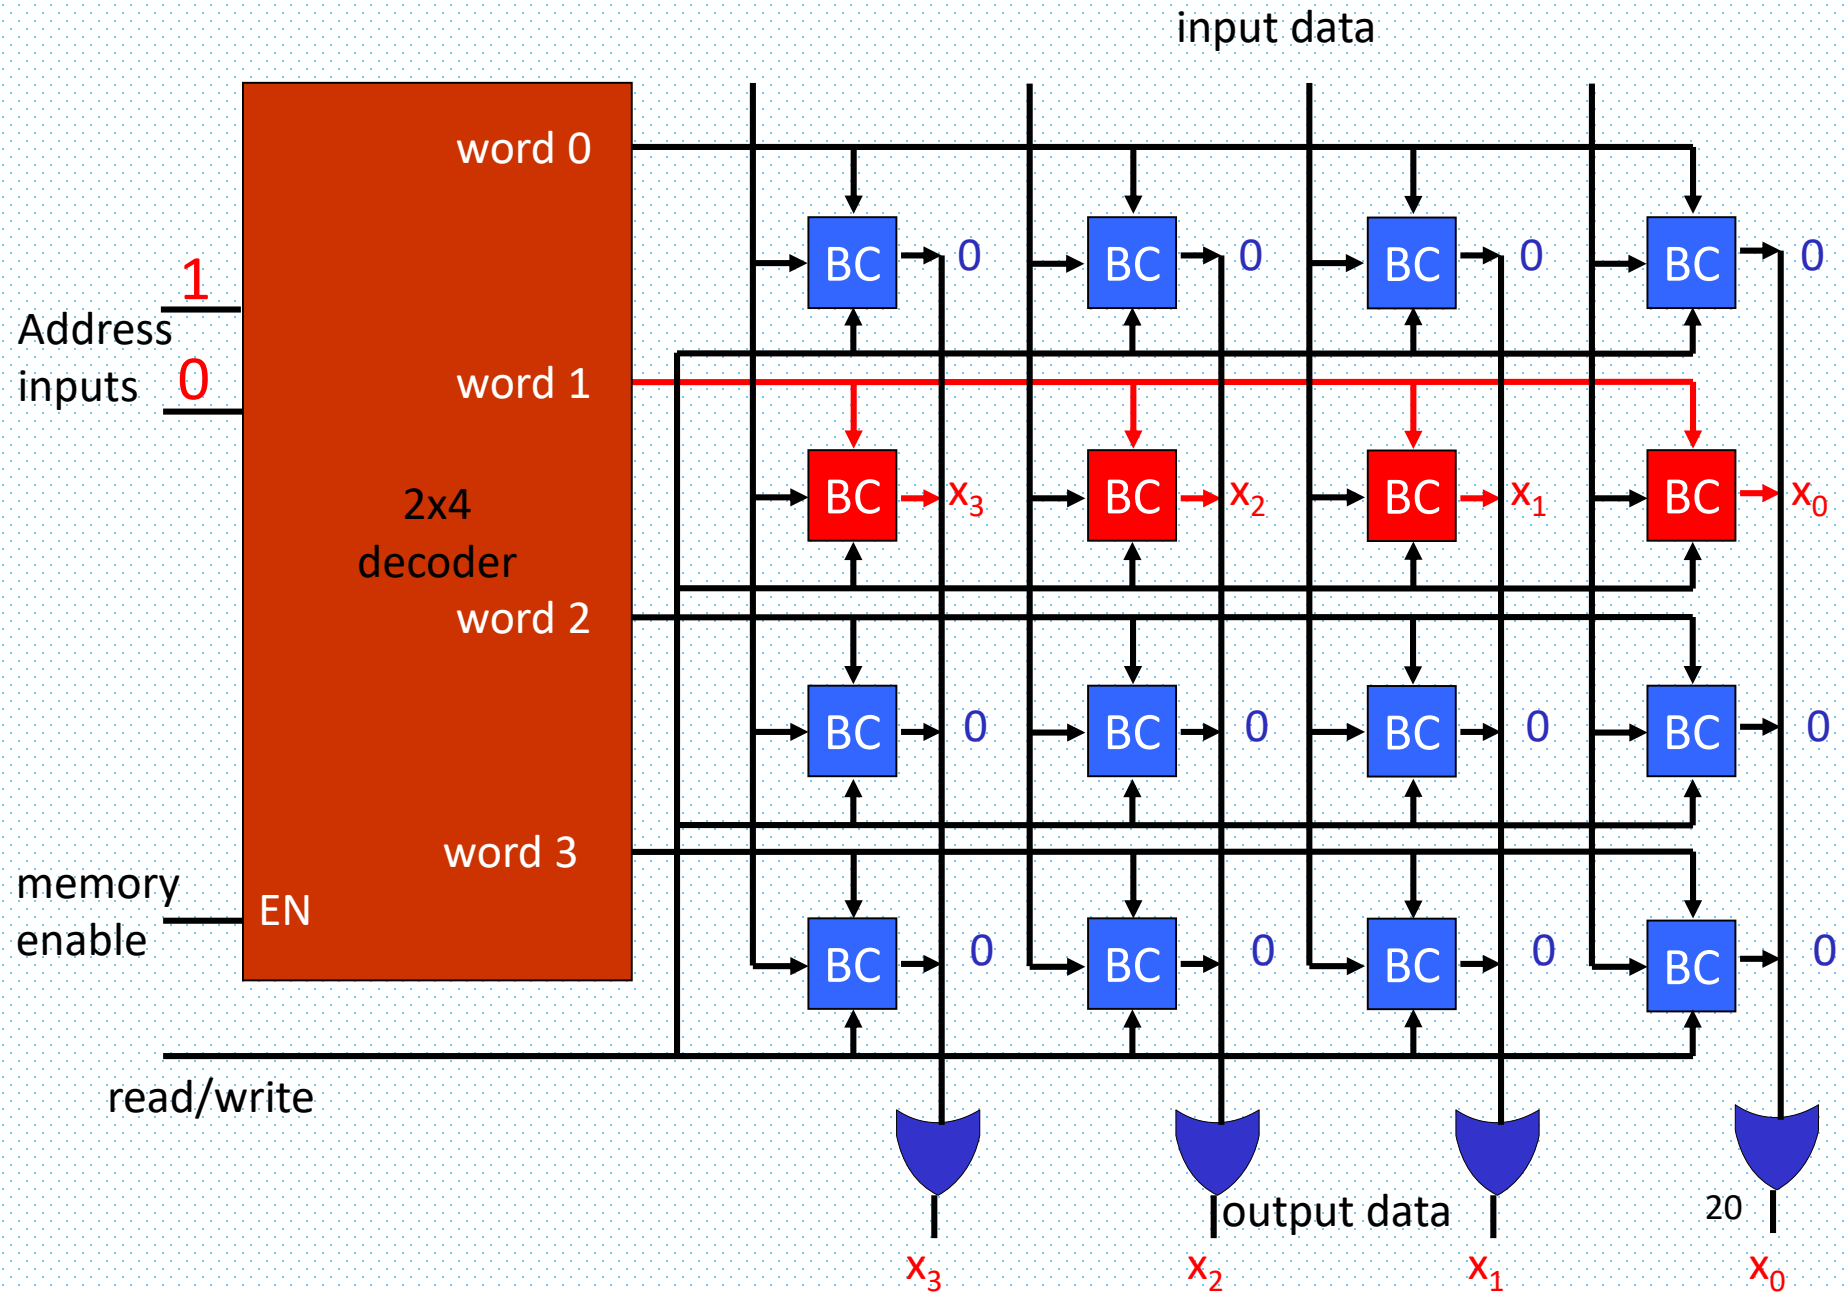 input data
word 0
BC 0 BC 0 BC 0 BC 0
1
Address
inputs
0
word 1
BC x₃ BC x₂ BC x₁ BC x₀
2x4
decoder
word 2
BC 0 BC 0 BC 0 BC 0
word 3
memory
enable
EN
BC 0 BC 0 BC 0 BC 0
read/write
output data
20
x₃ x₂ x₁ x₀